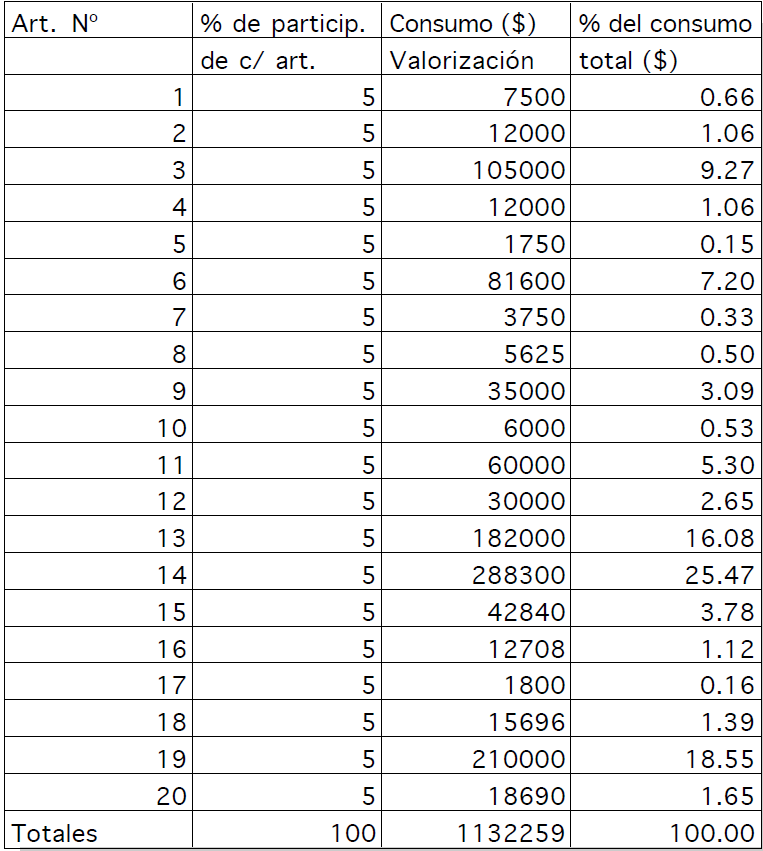 Art. Nº % de particip. Consumo ($) % del consumo
de c/ art. Valorización total ($)
1 5 7500 0.66
2 5 12000 1.06
3 5 105000 9.27
4 5 12000 1.06
5 5 1750 0.15
6 5 81600 7.20
7 5 3750 0.33
8 5 5625 0.50
9 5 35000 3.09
10 5 6000 0.53
11 5 60000 5.30
12 5 30000 2.65
13 5 182000 16.08
14 5 288300 25.47
15 5 42840 3.78
16 5 12708 1.12
17 5 1800 0.16
18 5 15696 1.39
19 5 210000 18.55
20 5 18690 1.65
Totales 100 1132259 100.00